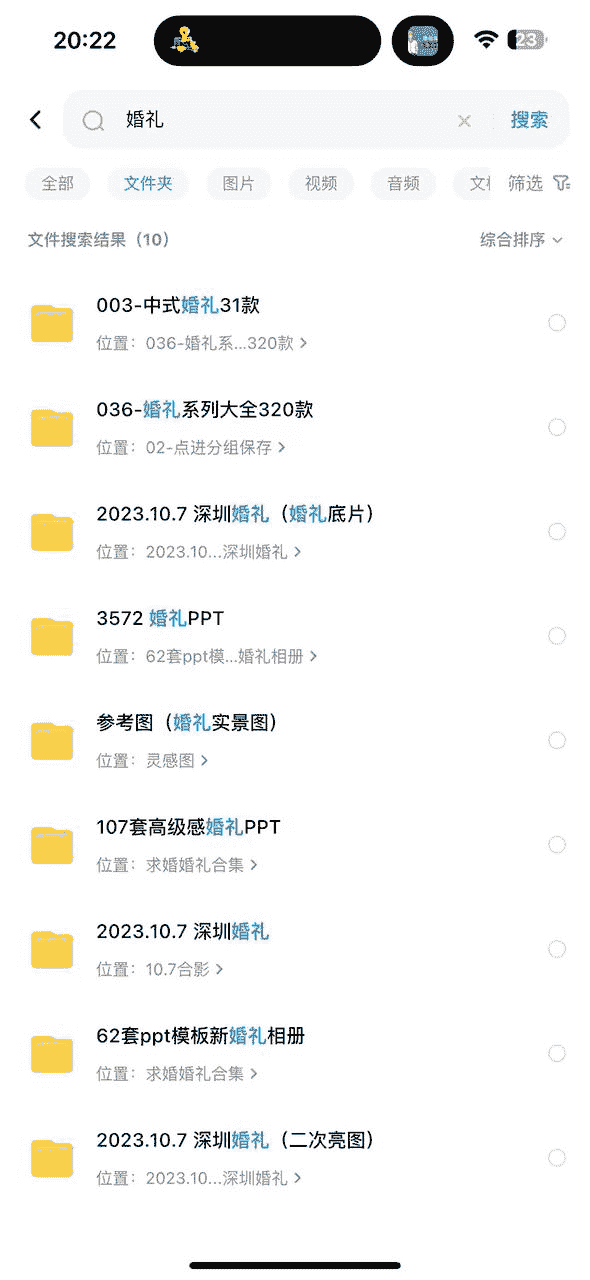 20:22
23
婚礼
搜索
全部 文件夹 图片 视频 音频 筛选
文件搜索结果（10） 综合排序
003-中式婚礼31款
位置：036-婚礼系...320款
036-婚礼系列大全320款
位置：02-点进分组保存
2023.10.7 深圳婚礼（婚礼底片）
位置：2023.10...深圳婚礼
3572 婚礼PPT
位置：62套ppt模...婚礼相册
参考图（婚礼实景图）
位置：灵感图
107套高级感婚礼PPT
位置：求婚婚礼合集
2023.10.7 深圳婚礼
位置：10.7合影
62套ppt模板新婚礼相册
位置：求婚婚礼合集
2023.10.7 深圳婚礼（二次亮图）
位置：2023.10...深圳婚礼